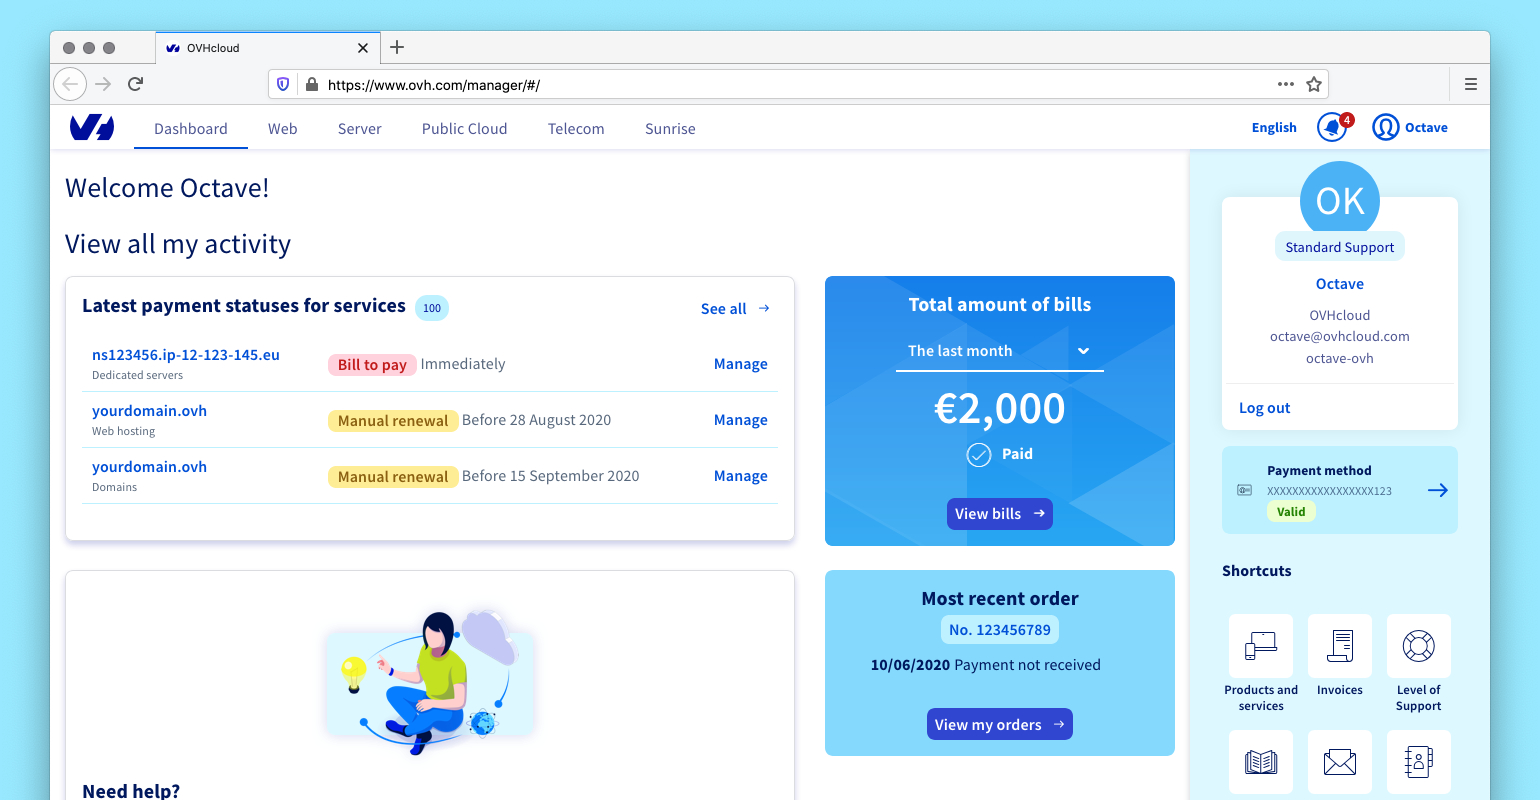 OVHcloud
https://www.ovh.com/manager/#/
Dashboard Web Server Public Cloud Telecom Sunrise English 4 Octave
Welcome Octave!
View all my activity
Latest payment statuses for services 100 See all
ns123456.ip-12-123-145.eu
Dedicated servers
Bill to pay Immediately Manage
yourdomain.ovh
Web hosting
Manual renewal Before 28 August 2020 Manage
yourdomain.ovh
Domains
Manual renewal Before 15 September 2020 Manage
Total amount of bills
The last month
€2,000
Paid
View bills
Need help?
Most recent order
No. 123456789
10/06/2020 Payment not received
View my orders
OK
Standard Support
Octave
OVHcloud
octave@ovhcloud.com
octave-ovh
Log out
Payment method
XXXXXXXXXXXXXXXXX123
Valid
Shortcuts
Products and services
Invoices
Level of Support